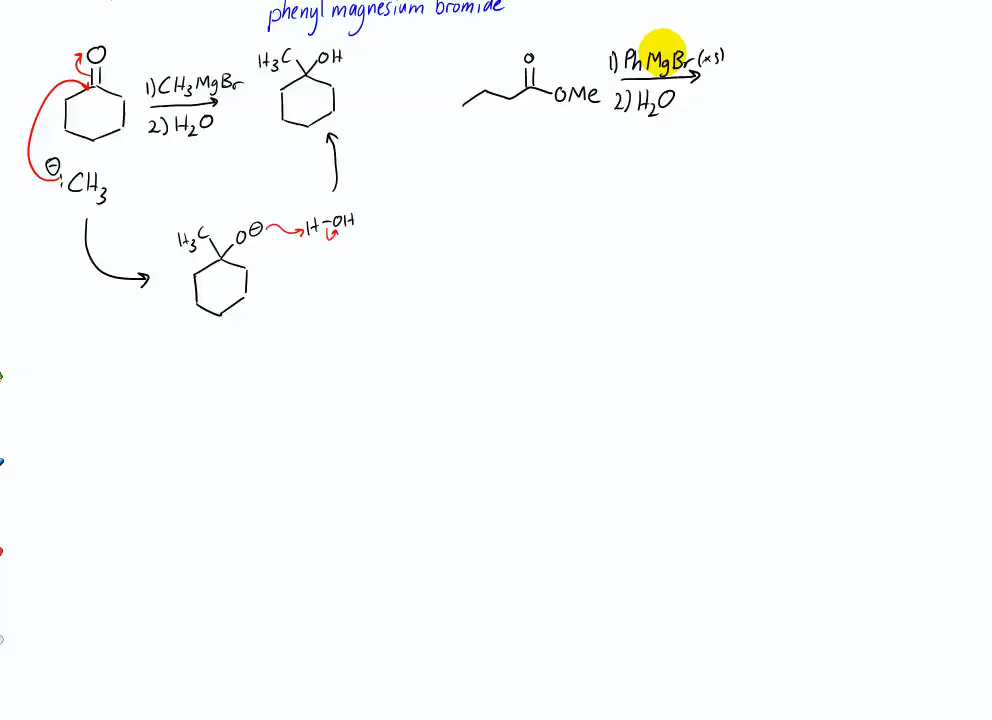 phenyl magnesium bromide
O
1) CH3MgBr
2) H2O
H3C OH
⊖
:CH3
H3C O⊖ H-OH
O
OMe
1) PhMgBr (xs)
2) H2O